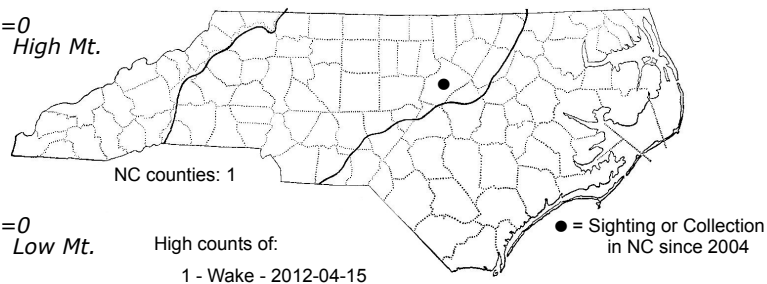 =0
High Mt.
NC counties: 1
=0
Low Mt.
High counts of:
1 - Wake - 2012-04-15
● = Sighting or Collection
in NC since 2004